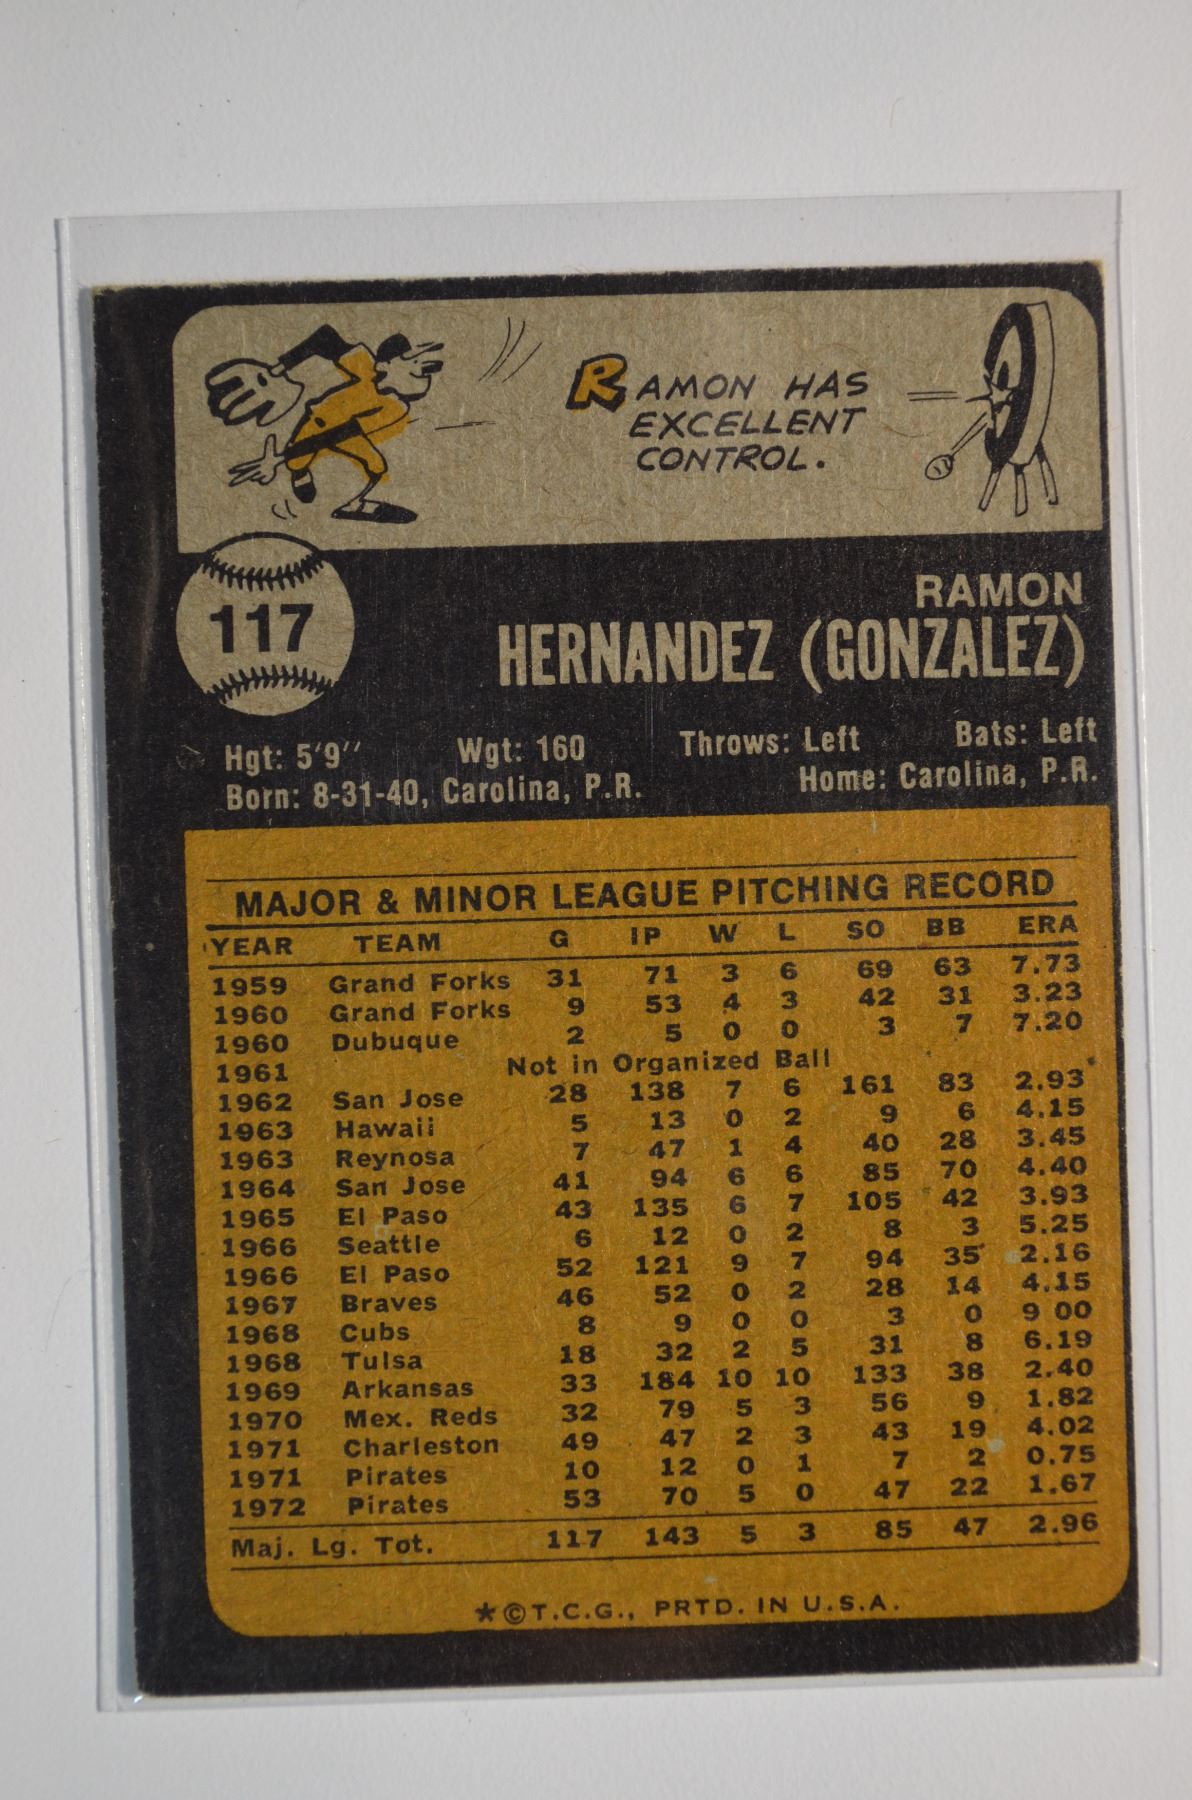 RAMON HAS
EXCELLENT
CONTROL.
117
RAMON
HERNANDEZ (GONZALEZ)
Hgt: 5'9" Wgt: 160 Throws: Left Bats: Left
Born: 8-31-40, Carolina, P.R. Home: Carolina, P.R.
MAJOR & MINOR LEAGUE PITCHING RECORD
YEAR TEAM G IP W L SO BB ERA
1959 Grand Forks 31 71 3 6 69 63 7.73
1960 Grand Forks 9 53 4 3 42 31 3.23
1960 Dubuque 2 5 0 0 3 7 7.20
1961 Not in Organized Ball
1962 San Jose 28 138 7 6 161 83 2.93
1963 Hawaii 5 13 0 2 9 6 4.15
1963 Reynosa 7 47 1 4 40 28 3.45
1964 San Jose 41 94 6 6 85 70 4.40
1965 El Paso 43 135 6 7 105 42 3.93
1966 Seattle 6 12 0 2 8 3 5.25
1966 El Paso 52 121 9 7 94 35 2.16
1967 Braves 46 52 0 2 28 14 4.15
1968 Cubs 8 9 0 0 3 0 9 00
1968 Tulsa 18 32 2 5 31 8 6.19
1969 Arkansas 33 184 10 10 133 38 2.40
1970 Mex. Reds 32 79 5 3 56 9 1.82
1971 Charleston 49 47 2 3 43 19 4.02
1971 Pirates 10 12 0 1 7 2 0.75
1972 Pirates 53 70 5 0 47 22 1.67
Maj. Lg. Tot. 117 143 5 3 85 47 2.96
*©T.C.G., PRTD. IN U.S.A.